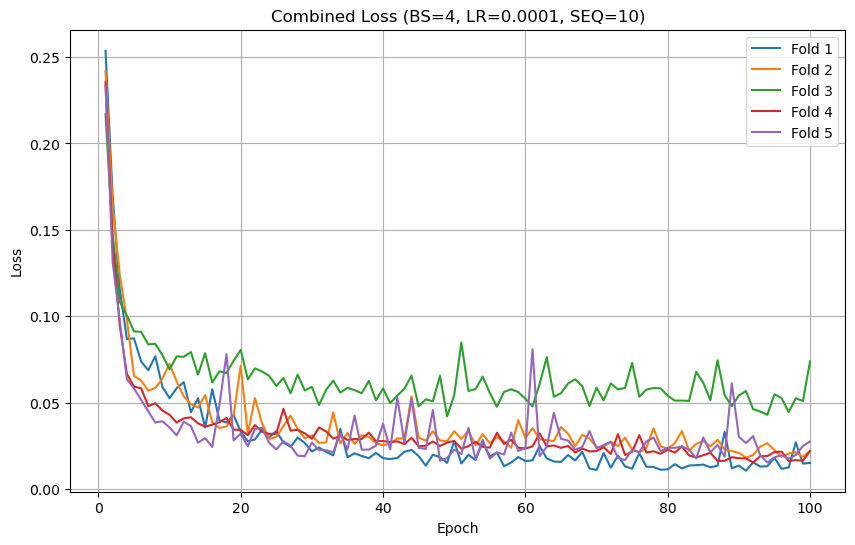 Combined Loss (BS=4, LR=0.0001, SEQ=10)
Fold 1
Fold 2
Fold 3
Fold 4
Fold 5
Loss
0.25
0.20
0.15
0.10
0.05
0.00
0
20
40
60
80
100
Epoch